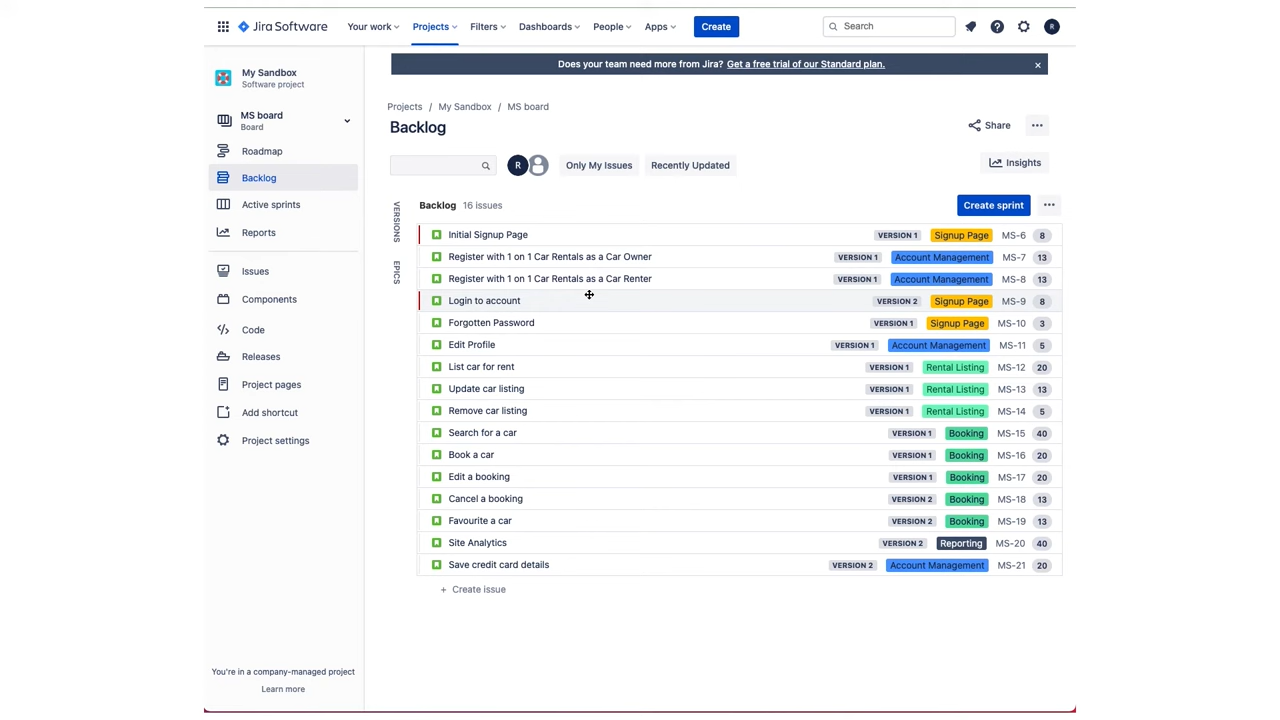 Jira Software Your work Projects Filters Dashboards People Apps Create Search R
My Sandbox
Software project
MS board
Board
Roadmap
Backlog
Active sprints
Reports
Issues
Components
Code
Releases
Project pages
Add shortcut
Project settings
You're in a company-managed project
Learn more
Does your team need more from Jira? Get a free trial of our Standard plan.
Projects / My Sandbox / MS board
Backlog
Share
R Only My Issues Recently Updated Insights
VERSIONS
EPICS
Backlog 16 issues Create sprint
Initial Signup Page VERSION 1 Signup Page MS-6 8
Register with 1 on 1 Car Rentals as a Car Owner VERSION 1 Account Management MS-7 13
Register with 1 on 1 Car Rentals as a Car Renter VERSION 1 Account Management MS-8 13
Login to account VERSION 2 Signup Page MS-9 8
Forgotten Password VERSION 1 Signup Page MS-10 3
Edit Profile VERSION 1 Account Management MS-11 5
List car for rent VERSION 1 Rental Listing MS-12 20
Update car listing VERSION 1 Rental Listing MS-13 13
Remove car listing VERSION 1 Rental Listing MS-14 5
Search for a car VERSION 1 Booking MS-15 40
Book a car VERSION 1 Booking MS-16 20
Edit a booking VERSION 1 Booking MS-17 20
Cancel a booking VERSION 2 Booking MS-18 13
Favourite a car VERSION 2 Booking MS-19 13
Site Analytics VERSION 2 Reporting MS-20 40
Save credit card details VERSION 2 Account Management MS-21 20
+ Create issue